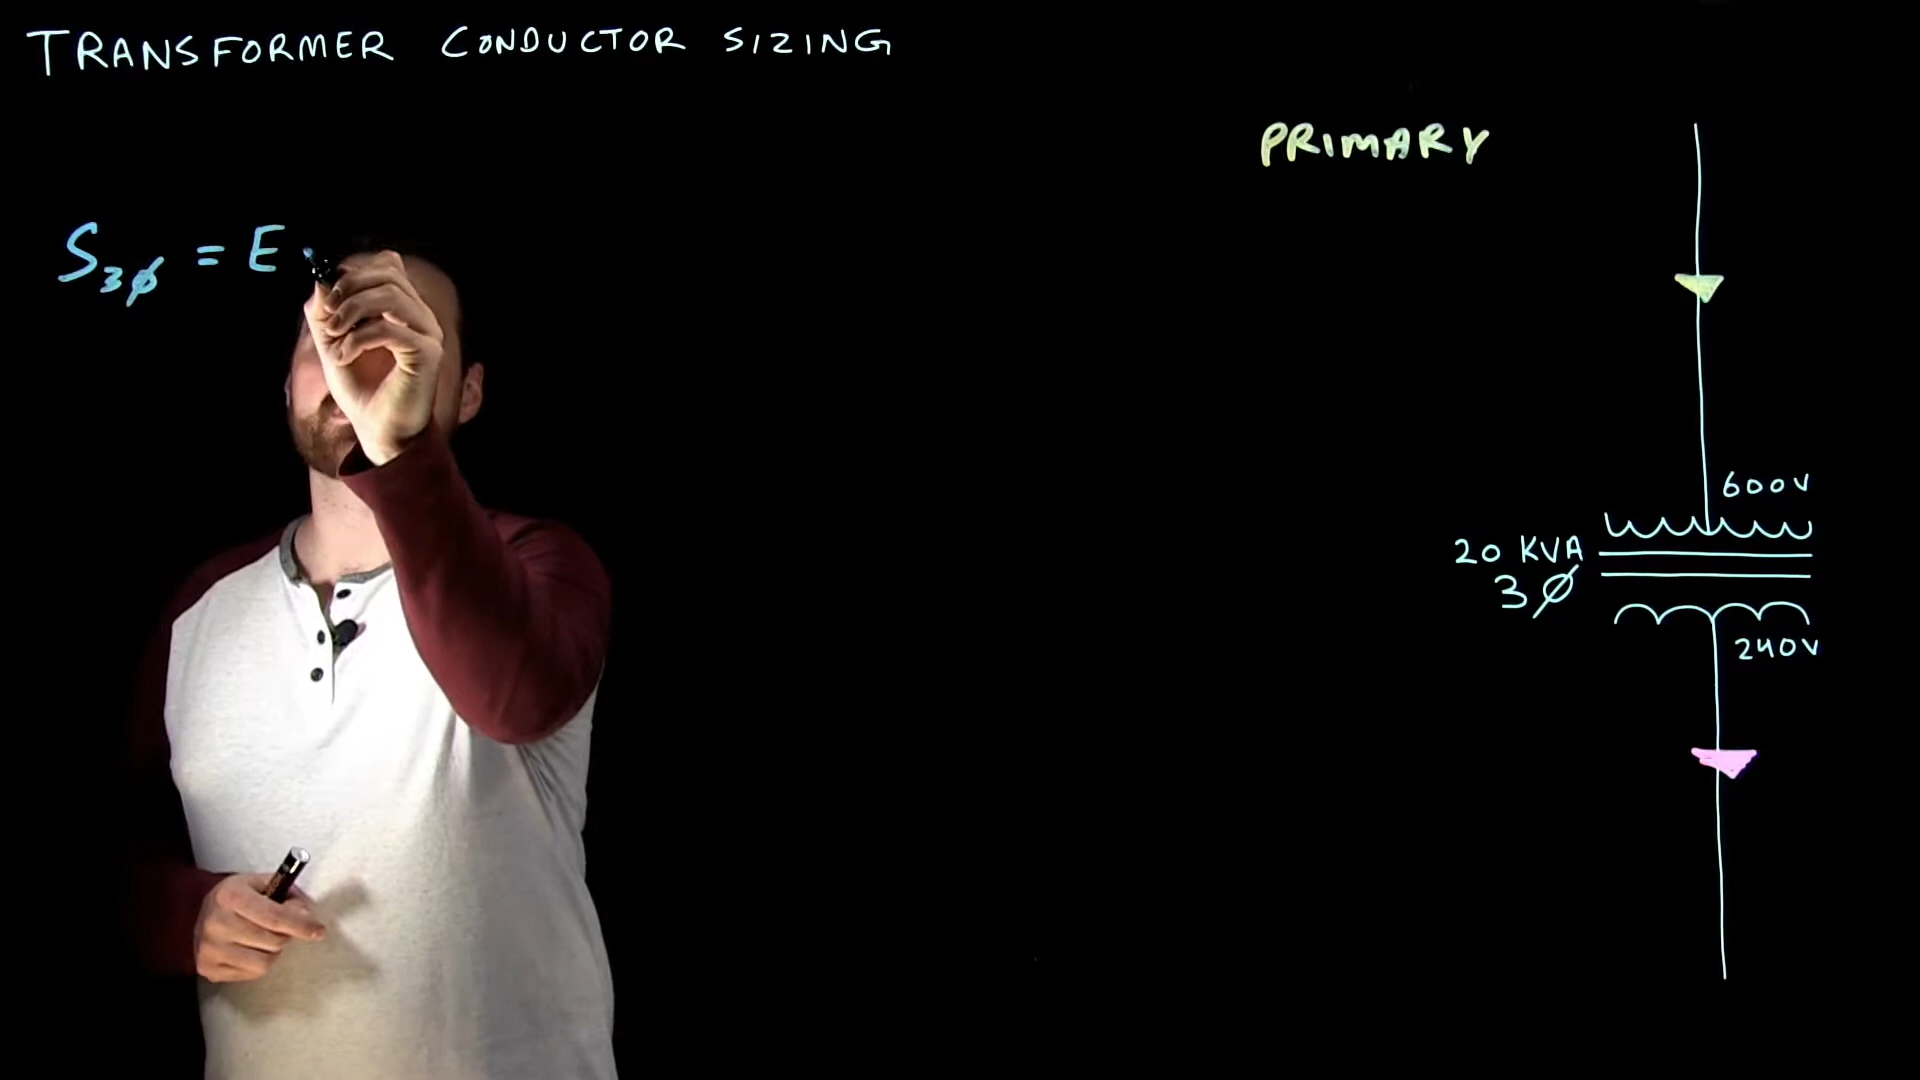 TRANSFORMER CONDUCTOR SIZING
PRIMARY
S3ø = E
600V
20 KVA
3Ø
240V